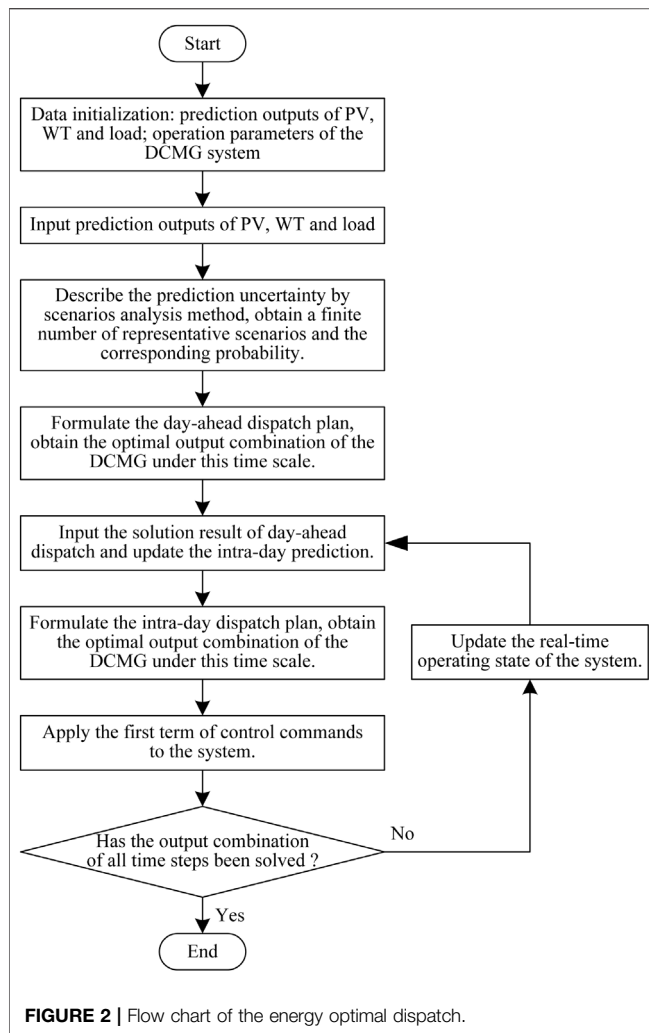 Start
Data initialization: prediction outputs of PV,
WT and load; operation parameters of the
DCMG system
Input prediction outputs of PV, WT and load
Describe the prediction uncertainty by
scenarios analysis method, obtain a finite
number of representative scenarios and the
corresponding probability.
Formulate the day-ahead dispatch plan,
obtain the optimal output combination of the
DCMG under this time scale.
Input the solution result of day-ahead
dispatch and update the intra-day prediction.
Formulate the intra-day dispatch plan, obtain
the optimal output combination of the
DCMG under this time scale.
Update the real-time
operating state of the system.
Apply the first term of control commands
to the system.
Has the output combination
of all time steps been solved ?
No
Yes
End
FIGURE 2 | Flow chart of the energy optimal dispatch.